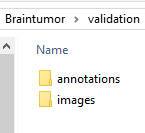 Braintumor > validation
Name
annotations
images